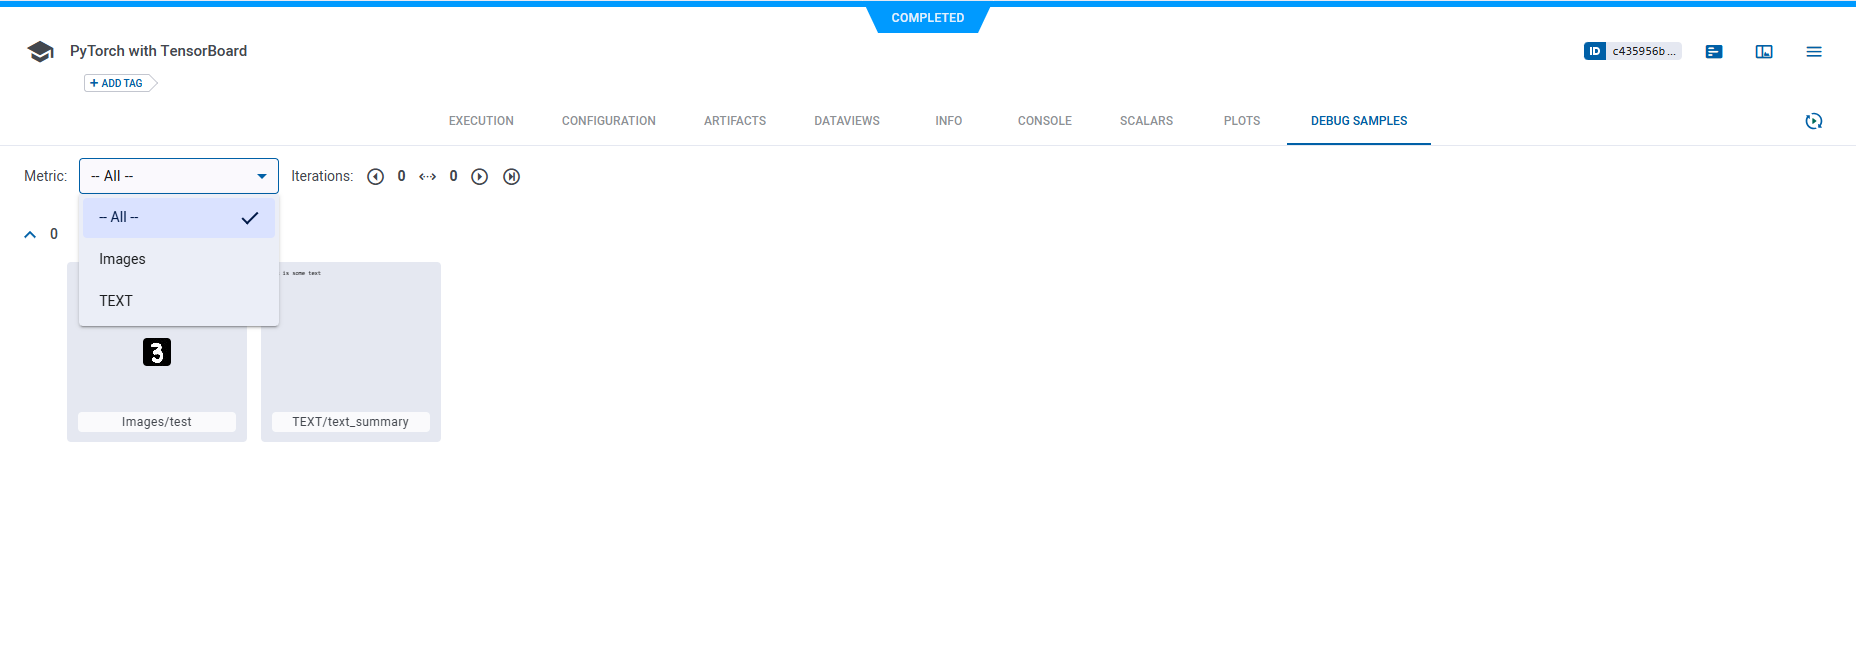 COMPLETED
PyTorch with TensorBoard
ID c435956b...
+ ADD TAG
EXECUTION CONFIGURATION ARTIFACTS DATAVIEWS INFO CONSOLE SCALARS PLOTS DEBUG SAMPLES
Metric: -- All -- Iterations: 0 0
-- All --
0
Images
is some text
TEXT
3
Images/test TEXT/text_summary